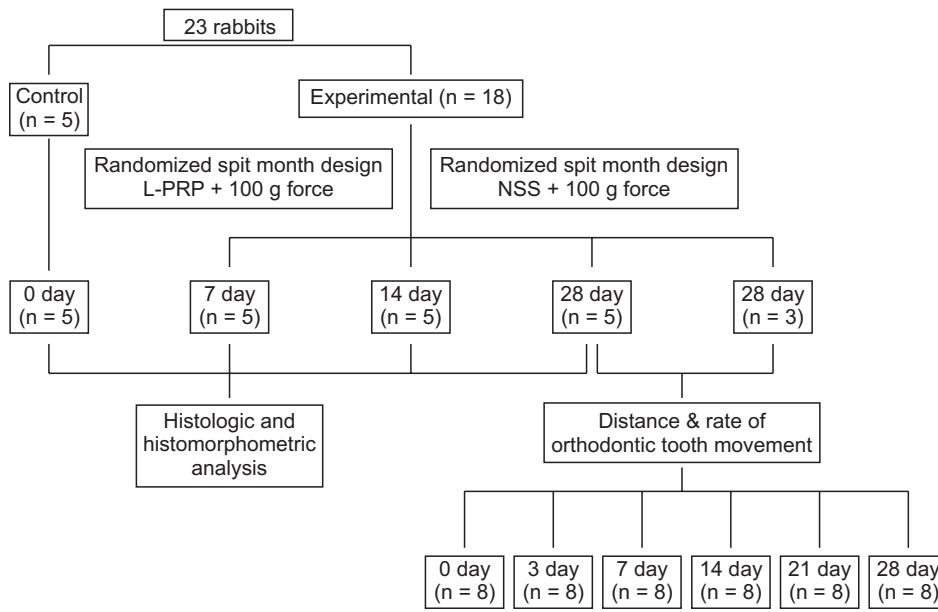 23 rabbits
Control
(n = 5)
Experimental (n = 18)
Randomized spit month design
L-PRP + 100 g force
Randomized spit month design
NSS + 100 g force
0 day
(n = 5)
7 day
(n = 5)
14 day
(n = 5)
28 day
(n = 5)
28 day
(n = 3)
Histologic and
histomorphometric
analysis
Distance & rate of
orthodontic tooth movement
0 day
(n = 8)
3 day
(n = 8)
7 day
(n = 8)
14 day
(n = 8)
21 day
(n = 8)
28 day
(n = 8)